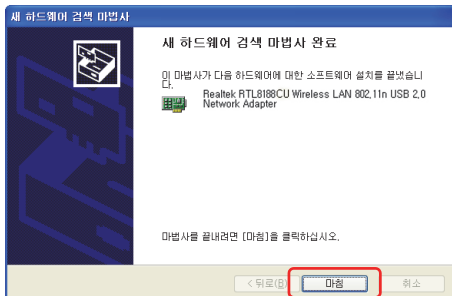 새 하드웨어 검색 마법사
새 하드웨어 검색 마법사 완료
이 마법사가 다음 하드웨어에 대한 소프트웨어 설치를 끝냈습니
다.
Realtek RTL8188CU Wireless LAN 802.11n USB 2.0
Network Adapter
마법사를 끝내려면 [마침]을 클릭하십시오.
< 뒤로(B) 마침 취소